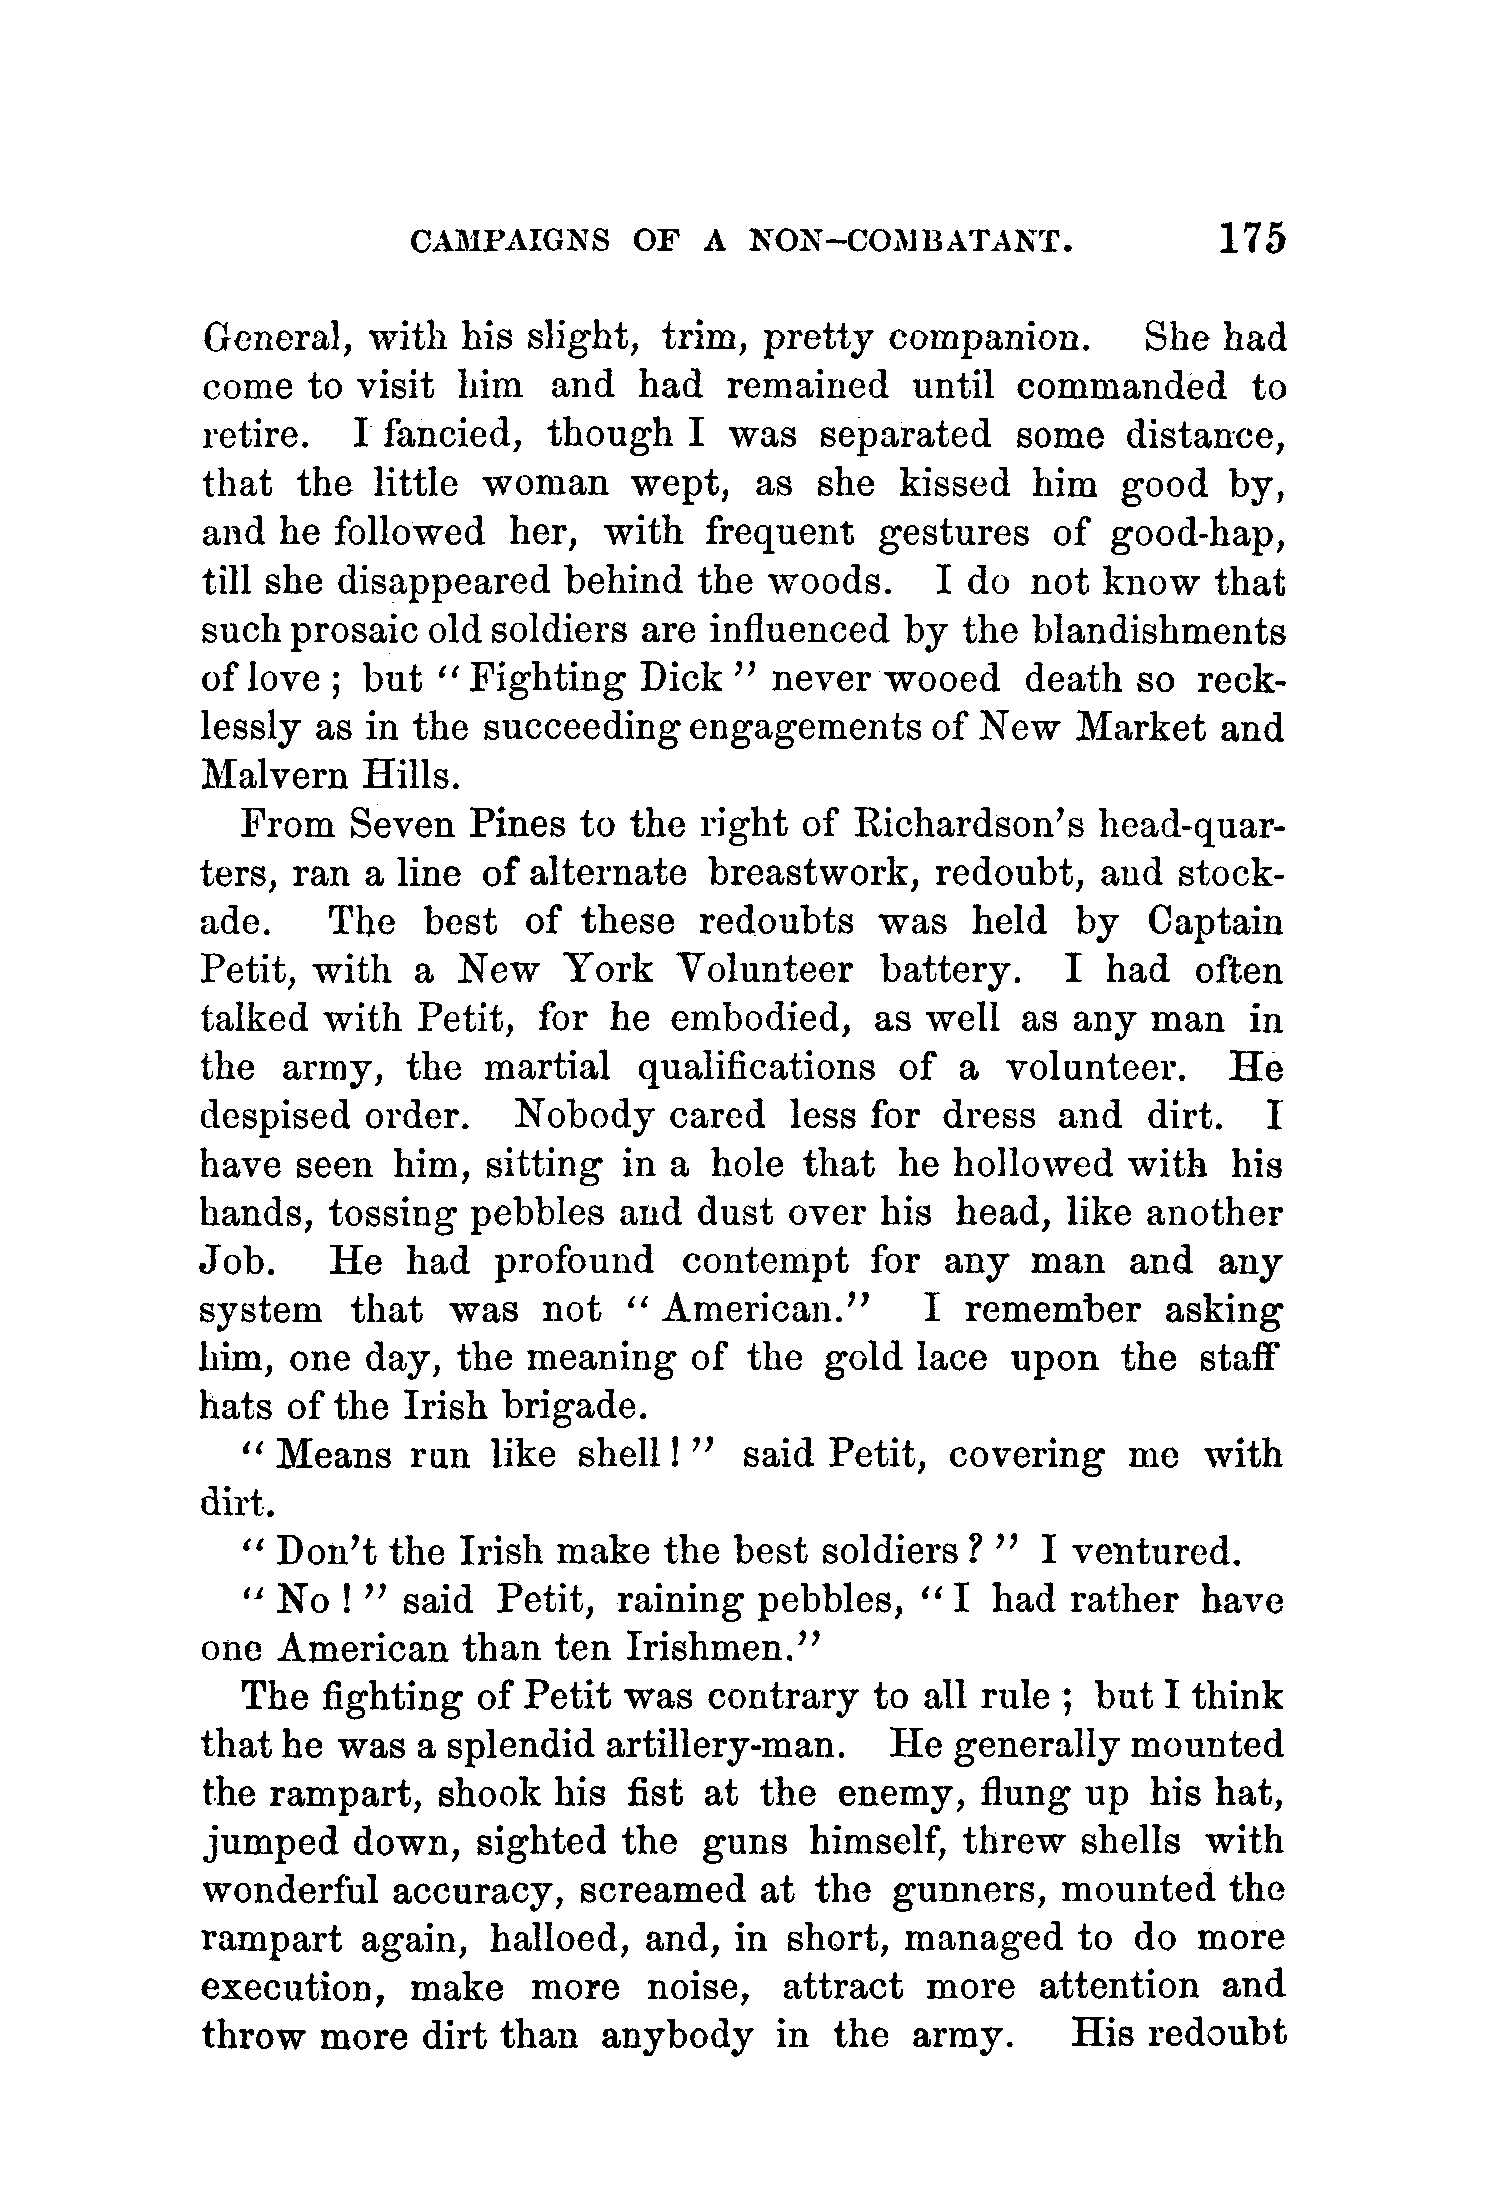 CAMPAIGNS OF A NON-COMBATANT. 175
General, with his slight, trim, pretty companion. She had
come to visit him and had remained until commanded to
retire. I fancied, though I was separated some distance,
that the little woman wept, as she kissed him good by,
and he followed her, with frequent gestures of good-hap,
till she disappeared behind the woods. I do not know that
such prosaic old soldiers are influenced by the blandishments
of love ; but “ Fighting Dick ” never wooed death so reck-
lessly as in the succeeding engagements of New Market and
Malvern Hills.
From Seven Pines to the right of Richardson’s head-quar-
ters, ran a line of alternate breastwork, redoubt, and stock-
ade. The best of these redoubts was held by Captain
Petit, with a New York Volunteer battery. I had often
talked with Petit, for he embodied, as well as any man in
the army, the martial qualifications of a volunteer. He
despised order. Nobody cared less for dress and dirt. I
have seen him, sitting in a hole that he hollowed with his
hands, tossing pebbles and dust over his head, like another
Job. He had profound contempt for any man and any
system that was not “ American.” I remember asking
him, one day, the meaning of the gold lace upon the staff
hats of the Irish brigade.
“ Means run like shell ! ” said Petit, covering me with
dirt.
“ Don’t the Irish make the best soldiers ? ” I ventured.
“ No ! ” said Petit, raining pebbles, “ I had rather have
one American than ten Irishmen.”
The fighting of Petit was contrary to all rule ; but I think
that he was a splendid artillery-man. He generally mounted
the rampart, shook his fist at the enemy, flung up his hat,
jumped down, sighted the guns himself, threw shells with
wonderful accuracy, screamed at the gunners, mounted the
rampart again, halloed, and, in short, managed to do more
execution, make more noise, attract more attention and
throw more dirt than anybody in the army. His redoubt